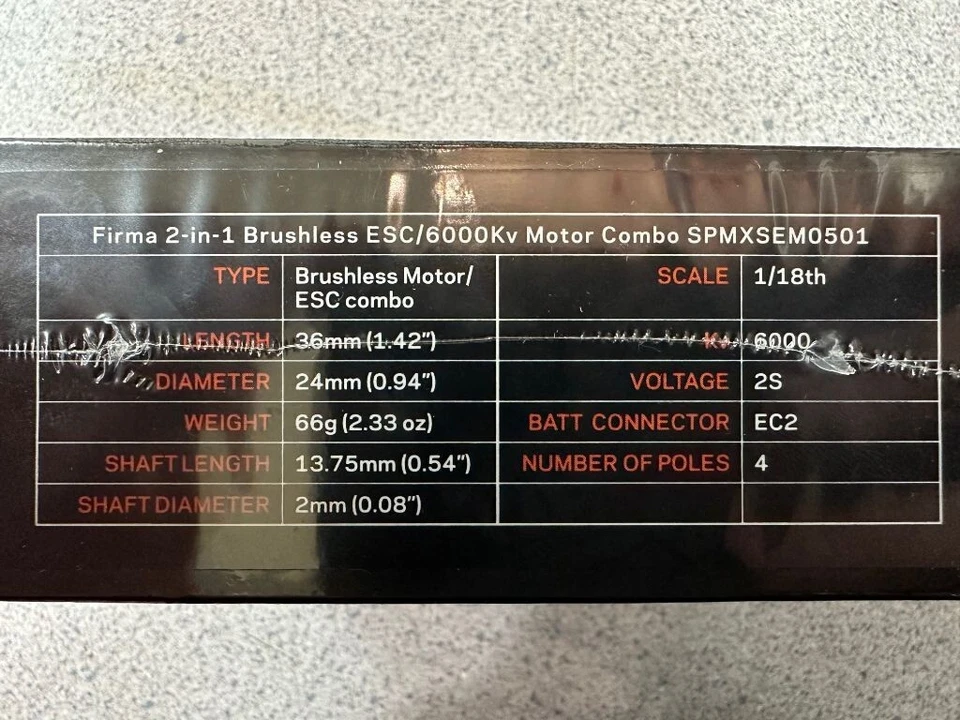 Firma 2-in-1 Brushless ESC/6000Kv Motor Combo SPMXSEM0501
TYPE Brushless Motor/ SCALE 1/18th
ESC combo
LENGTH 36mm (1.42") Kv 6000
DIAMETER 24mm (0.94") VOLTAGE 2S
WEIGHT 66g (2.33 oz) BATT CONNECTOR EC2
SHAFT LENGTH 13.75mm (0.54") NUMBER OF POLES 4
SHAFT DIAMETER 2mm (0.08")